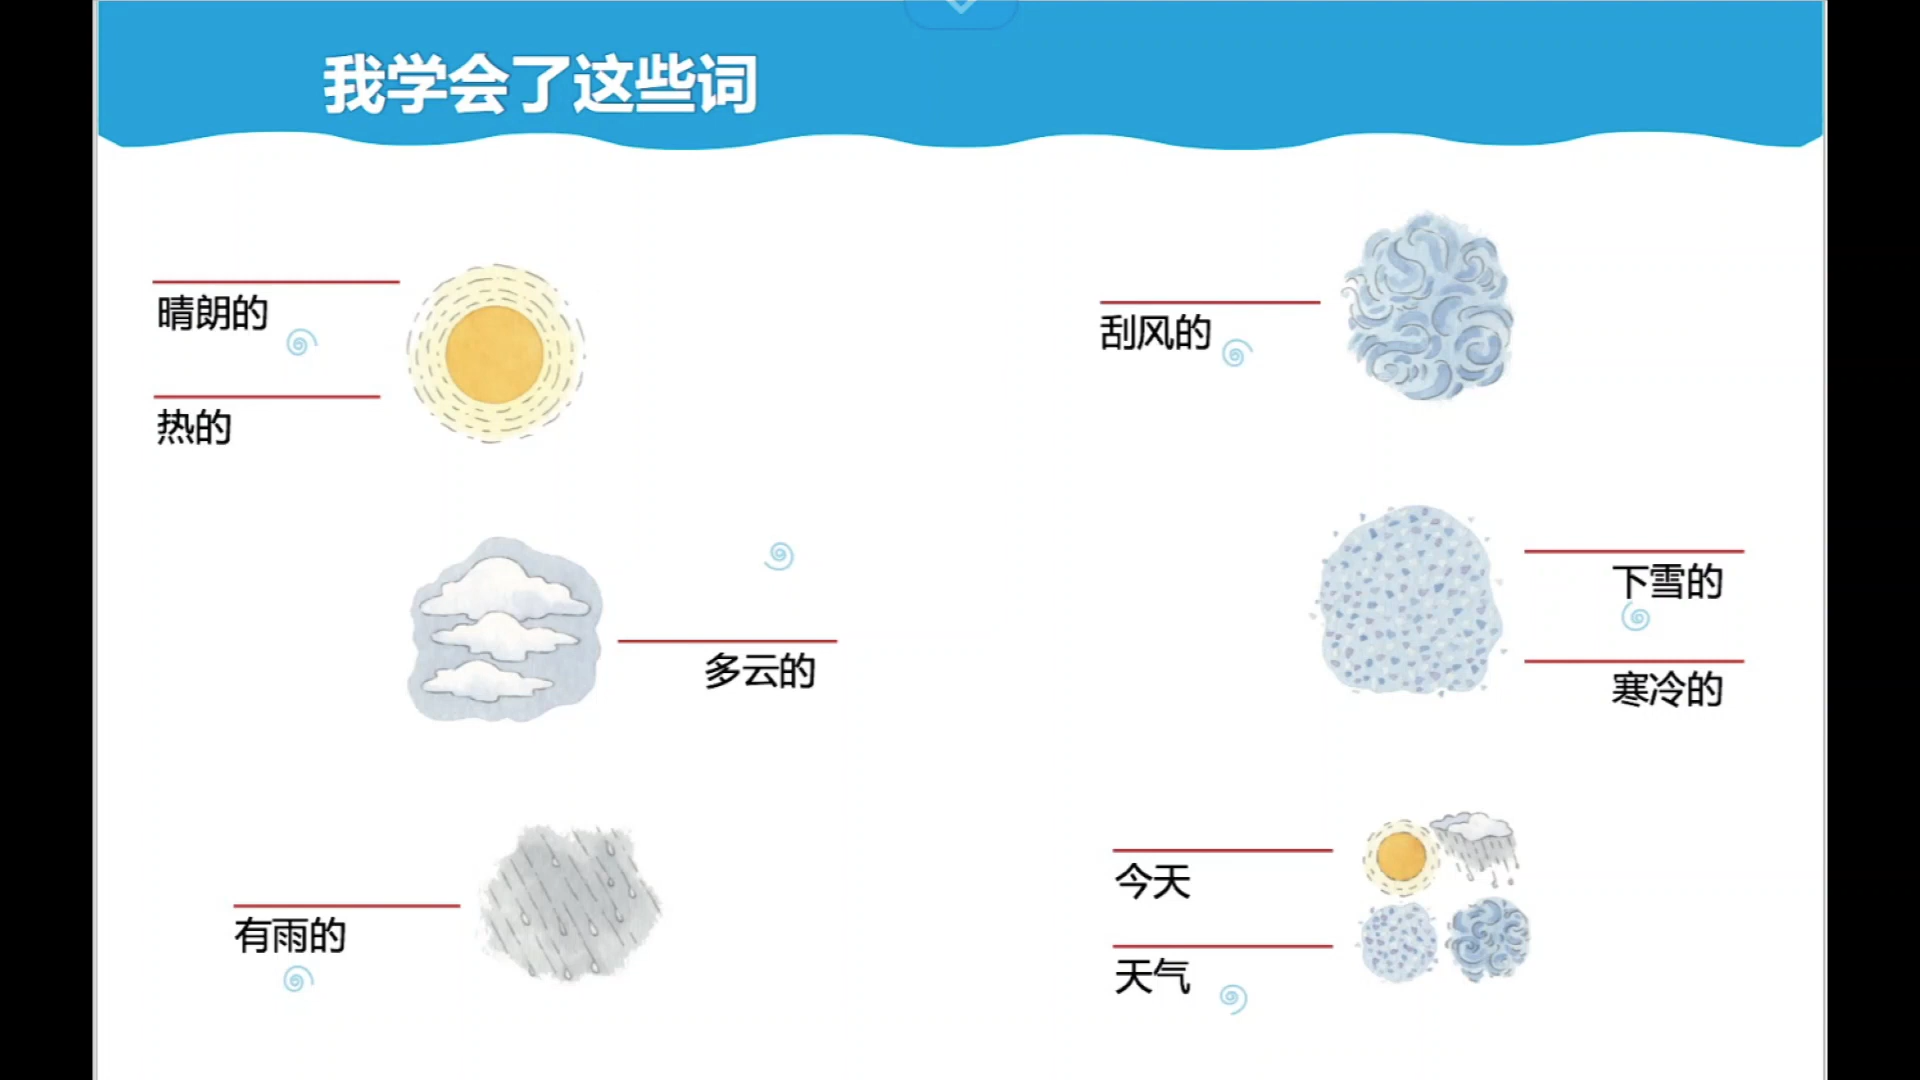 我学会了这些词
晴朗的
热的
多云的
有雨的
刮风的
下雪的
寒冷的
今天
天气